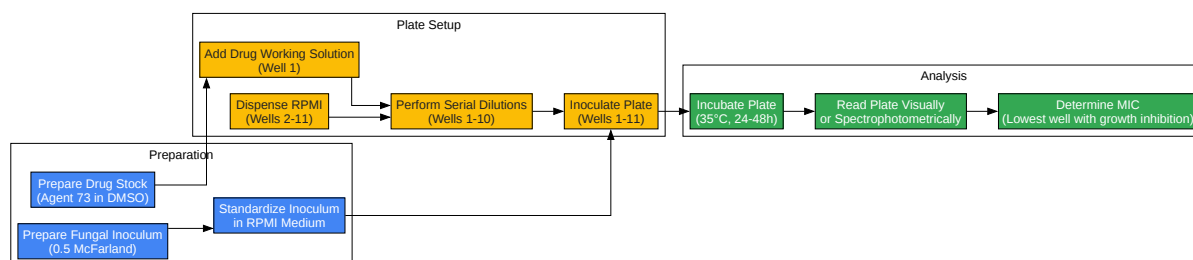 Plate Setup
Add Drug Working Solution
(Well 1)
Dispense RPMI
(Wells 2-11)
Perform Serial Dilutions
(Wells 1-10)
Inoculate Plate
(Wells 1-11)
Analysis
Incubate Plate
(35°C, 24-48h)
Read Plate Visually
or Spectrophotometrically
Determine MIC
(Lowest well with growth inhibition)
Preparation
Prepare Drug Stock
(Agent 73 in DMSO)
Standardize Inoculum
in RPMI Medium
Prepare Fungal Inoculum
(0.5 McFarland)